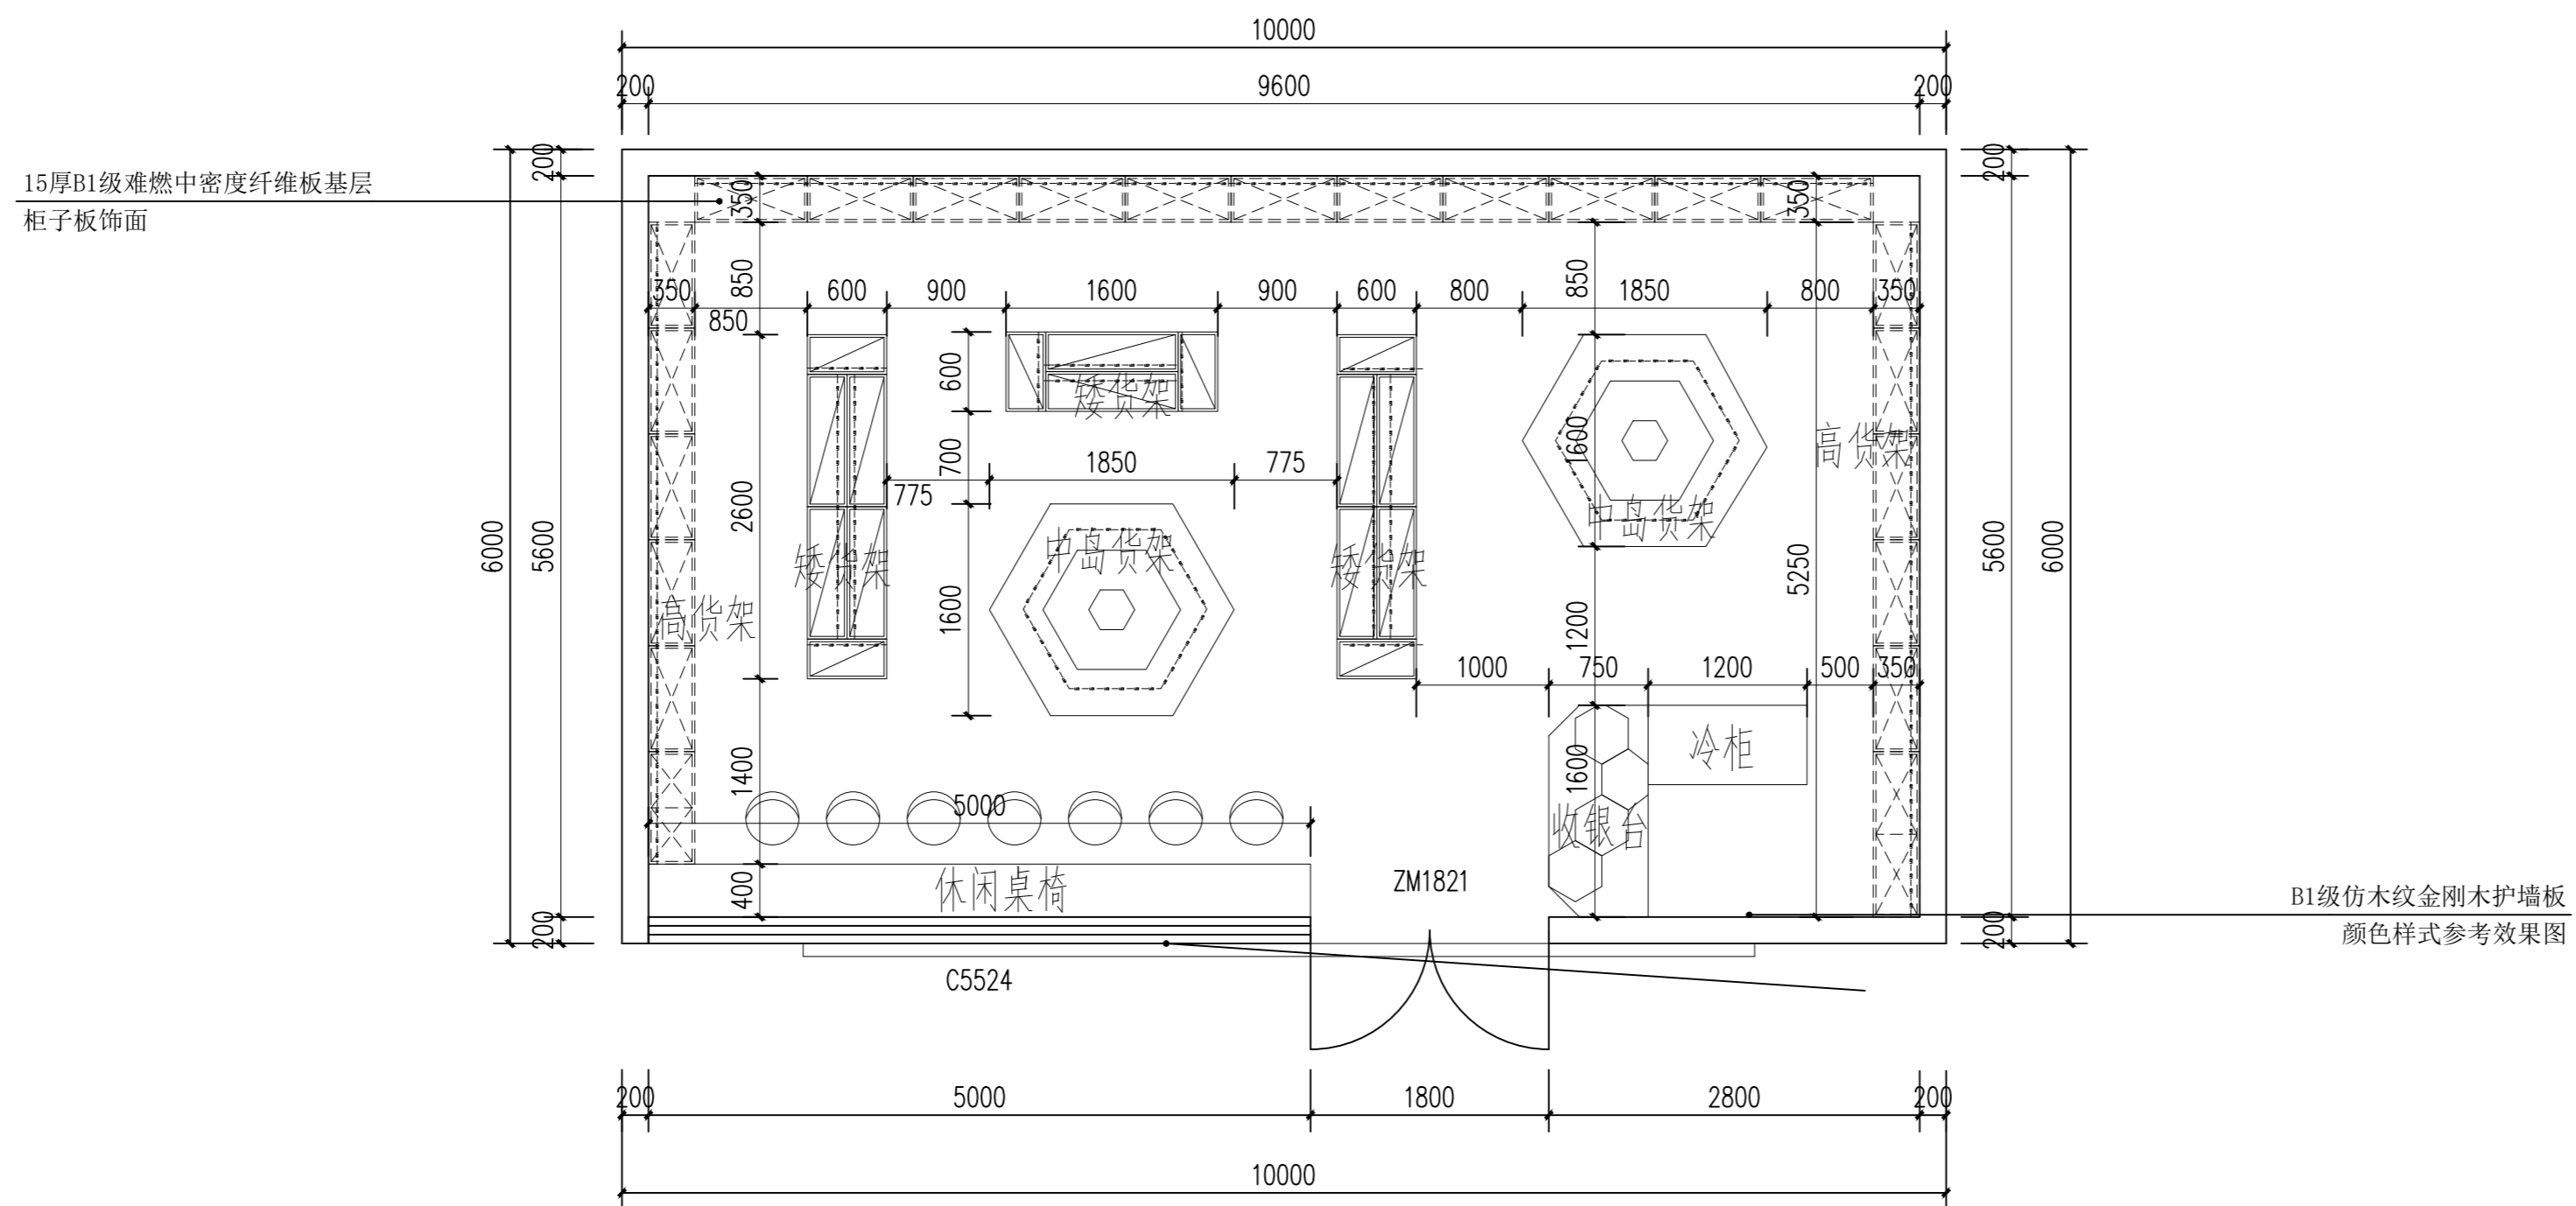 10000
200 9600 200
200
200
15厚B1级难燃中密度纤维板基层
柜子板饰面
350
350
850
850
350 600 900 1600 900 600 800 1850 800 350
850
600
矮货架
1600
高货架
700
1850
775
775
中岛货架
2600
6000
5600
中岛货架
矮货架
矮货架
5250
5600
6000
高货架
1600
1200
1000 750 1200 500 350
冷柜
1400
1600
5000
收银台
休闲桌椅
400
ZM1821
B1级仿木纹金刚木护墙板
颜色样式参考效果图
200
200
C5524
200 5000 1800 2800 200
10000